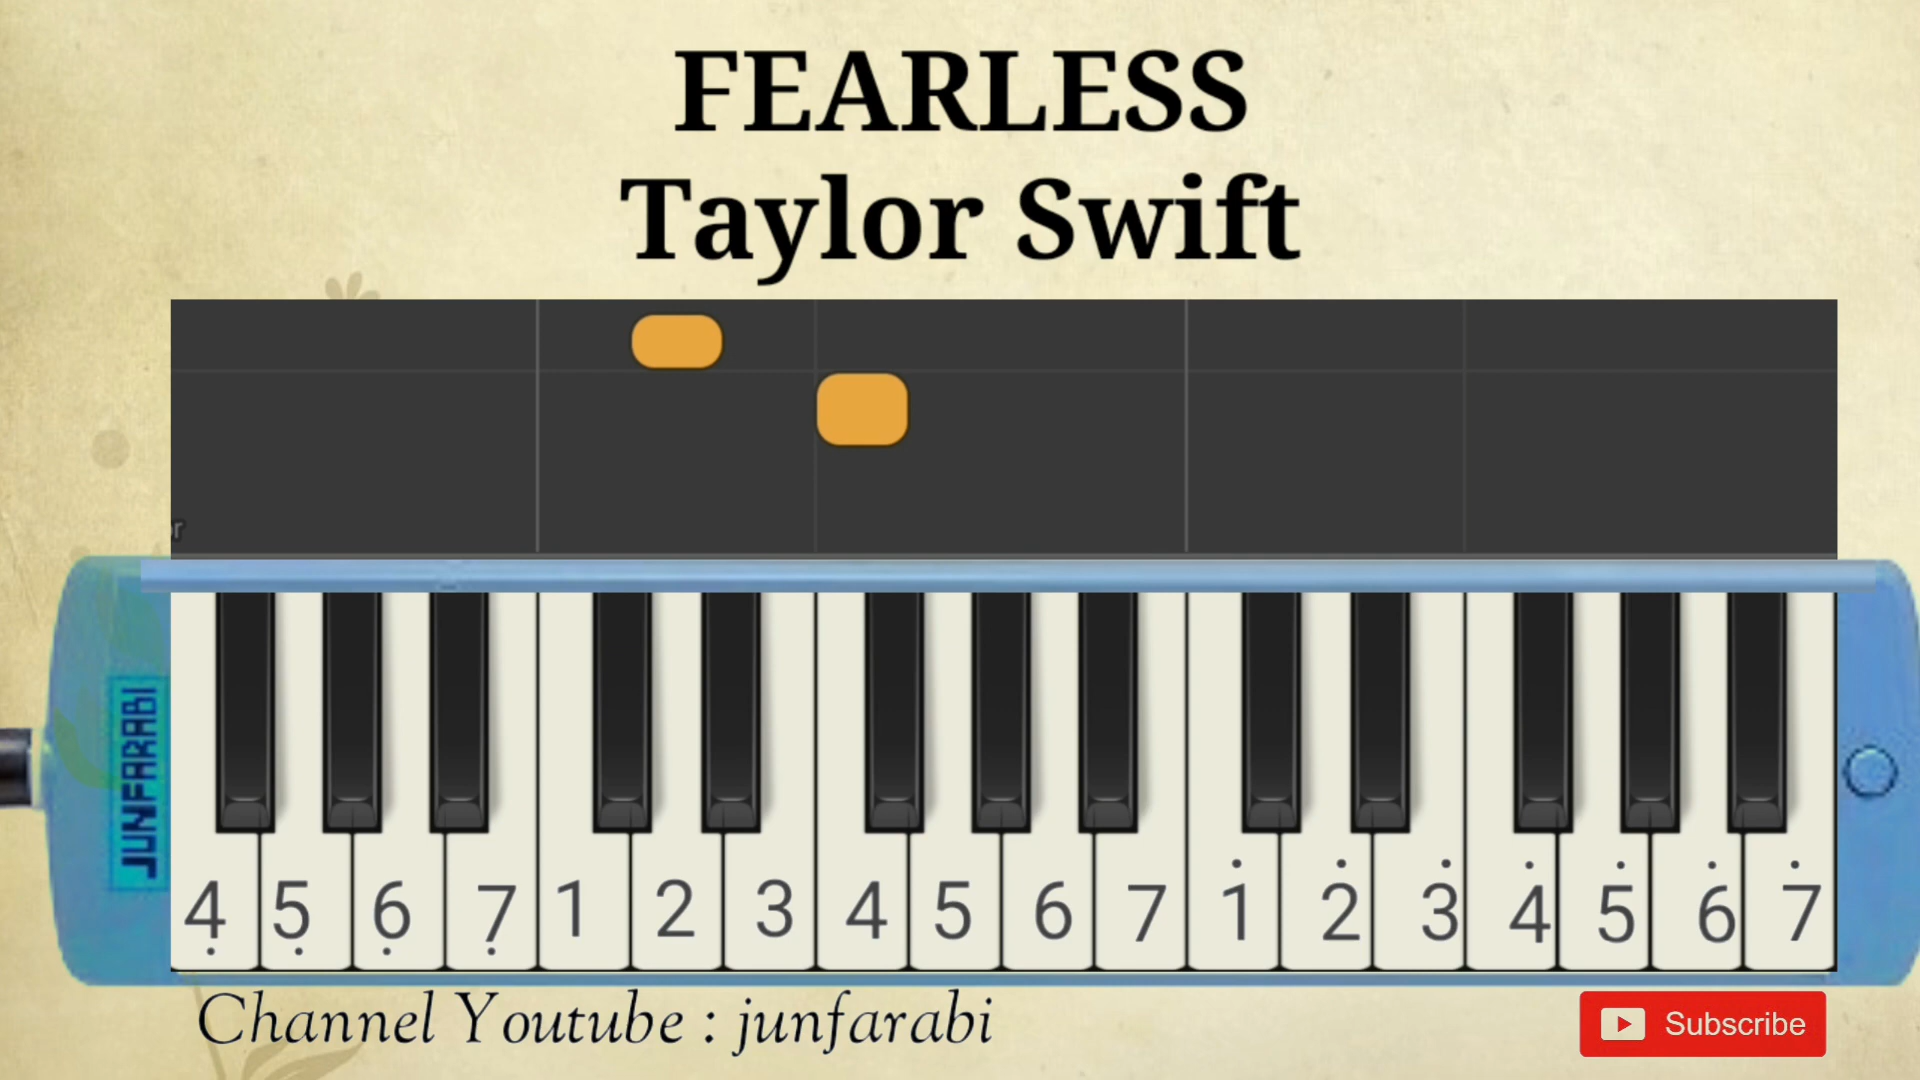 FEARLESS
Taylor Swift
r
JUNFARABI
4̣ 5̣ 6̣ 7̣ 1 2 3 4 5 6 7 1̇ 2̇ 3̇ 4̇ 5̇ 6̇ 7̇
Channel Youtube : junfarabi
Subscribe